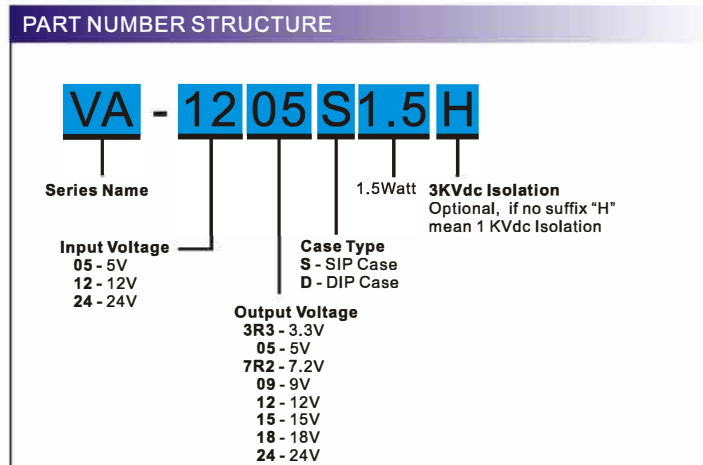 PART NUMBER STRUCTURE
VA - 12 05 S 1.5 H
Series Name
1.5Watt
3KVdc Isolation
Optional, if no suffix “H”
mean 1 KVdc Isolation
Input Voltage
05 - 5V
12 - 12V
24 - 24V
Case Type
S - SIP Case
D - DIP Case
Output Voltage
3R3 - 3.3V
05 - 5V
7R2 - 7.2V
09 - 9V
12 - 12V
15 - 15V
18 - 18V
24 - 24V